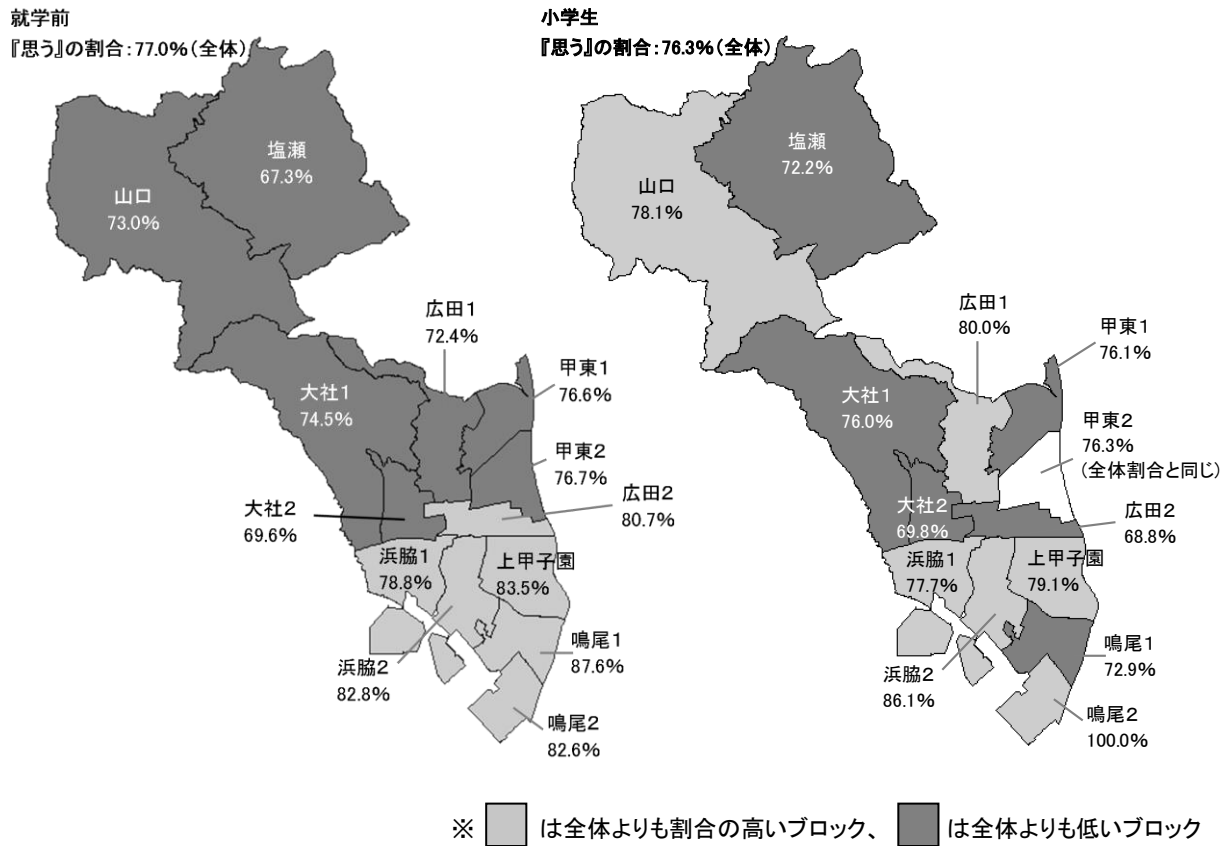 就学前
『思う』の割合：77.0％（全体）
塩瀬
67.3％
山口
73.0％
広田１
72.4％
甲東１
76.6％
大社１
74.5％
甲東２
76.7％
大社２
69.6％
広田２
80.7％
浜脇１
78.8％
上甲子園
83.5％
鳴尾１
87.6％
浜脇２
82.8％
鳴尾２
82.6％
小学生
『思う』の割合：76.3％（全体）
塩瀬
72.2％
山口
78.1％
広田１
80.0％
甲東１
76.1％
大社１
76.0％
甲東２
76.3％
（全体割合と同じ）
大社２
69.8％
広田２
68.8％
浜脇１
77.7％
上甲子園
79.1％
鳴尾１
72.9％
浜脇２
86.1％
鳴尾２
100.0％
※ は全体よりも割合の高いブロック、 は全体よりも低いブロック